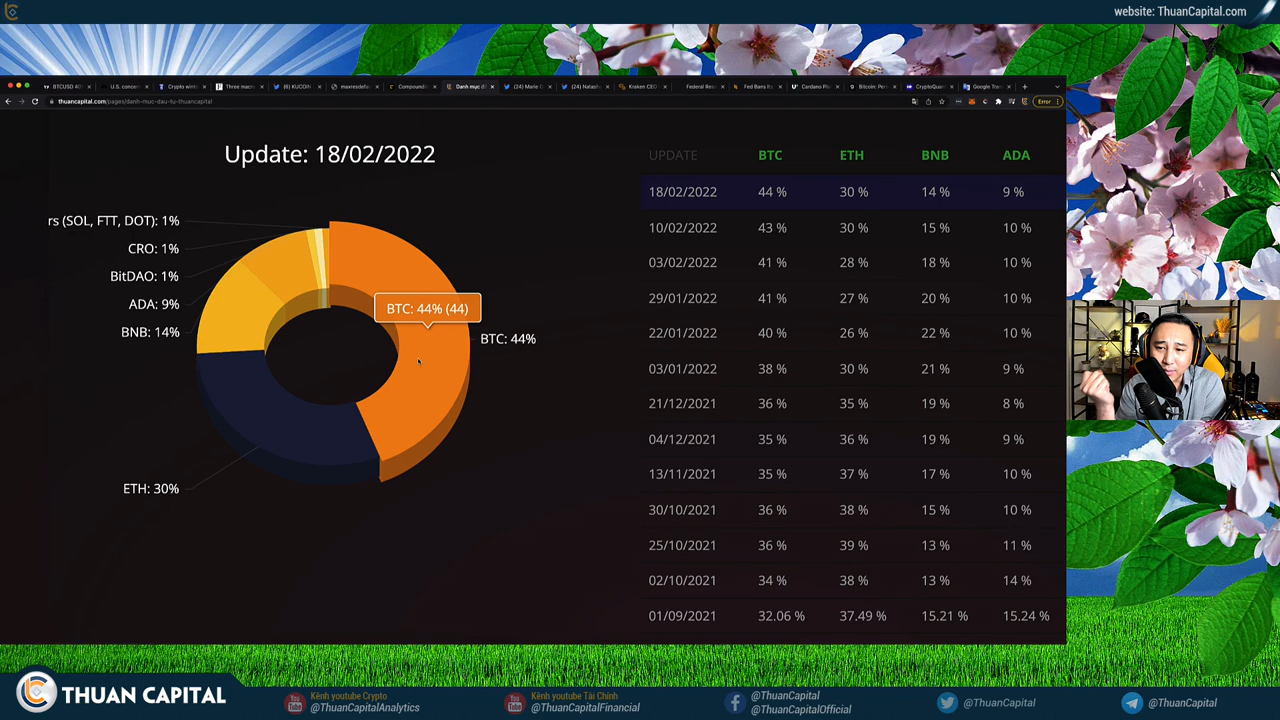 website: ThuanCapital.com
thuancapital.com/pages/danh-muc-dau-tu-thuancapital
Error
Update: 18/02/2022
rs (SOL, FTT, DOT): 1%
CRO: 1%
BitDAO: 1%
ADA: 9%
BNB: 14%
ETH: 30%
BTC: 44% (44)
BTC: 44%
UPDATE BTC ETH BNB ADA
18/02/2022 44 % 30 % 14 % 9 %
10/02/2022 43 % 30 % 15 % 10 %
03/02/2022 41 % 28 % 18 % 10 %
29/01/2022 41 % 27 % 20 % 10 %
22/01/2022 40 % 26 % 22 % 10 %
03/01/2022 38 % 30 % 21 % 9 %
21/12/2021 36 % 35 % 19 % 8 %
04/12/2021 35 % 36 % 19 % 9 %
13/11/2021 35 % 37 % 17 % 10 %
30/10/2021 36 % 38 % 15 % 10 %
25/10/2021 36 % 39 % 13 % 11 %
02/10/2021 34 % 38 % 13 % 14 %
01/09/2021 32.06 % 37.49 % 15.21 % 15.24 %
THUAN CAPITAL
Kênh youtube Crypto
@ThuanCapitalAnalytics
Kênh youtube Tài Chính
@ThuanCapitalFinancial
@ThuanCapital
@ThuanCapitalOfficial
@ThuanCapital
@ThuanCapital